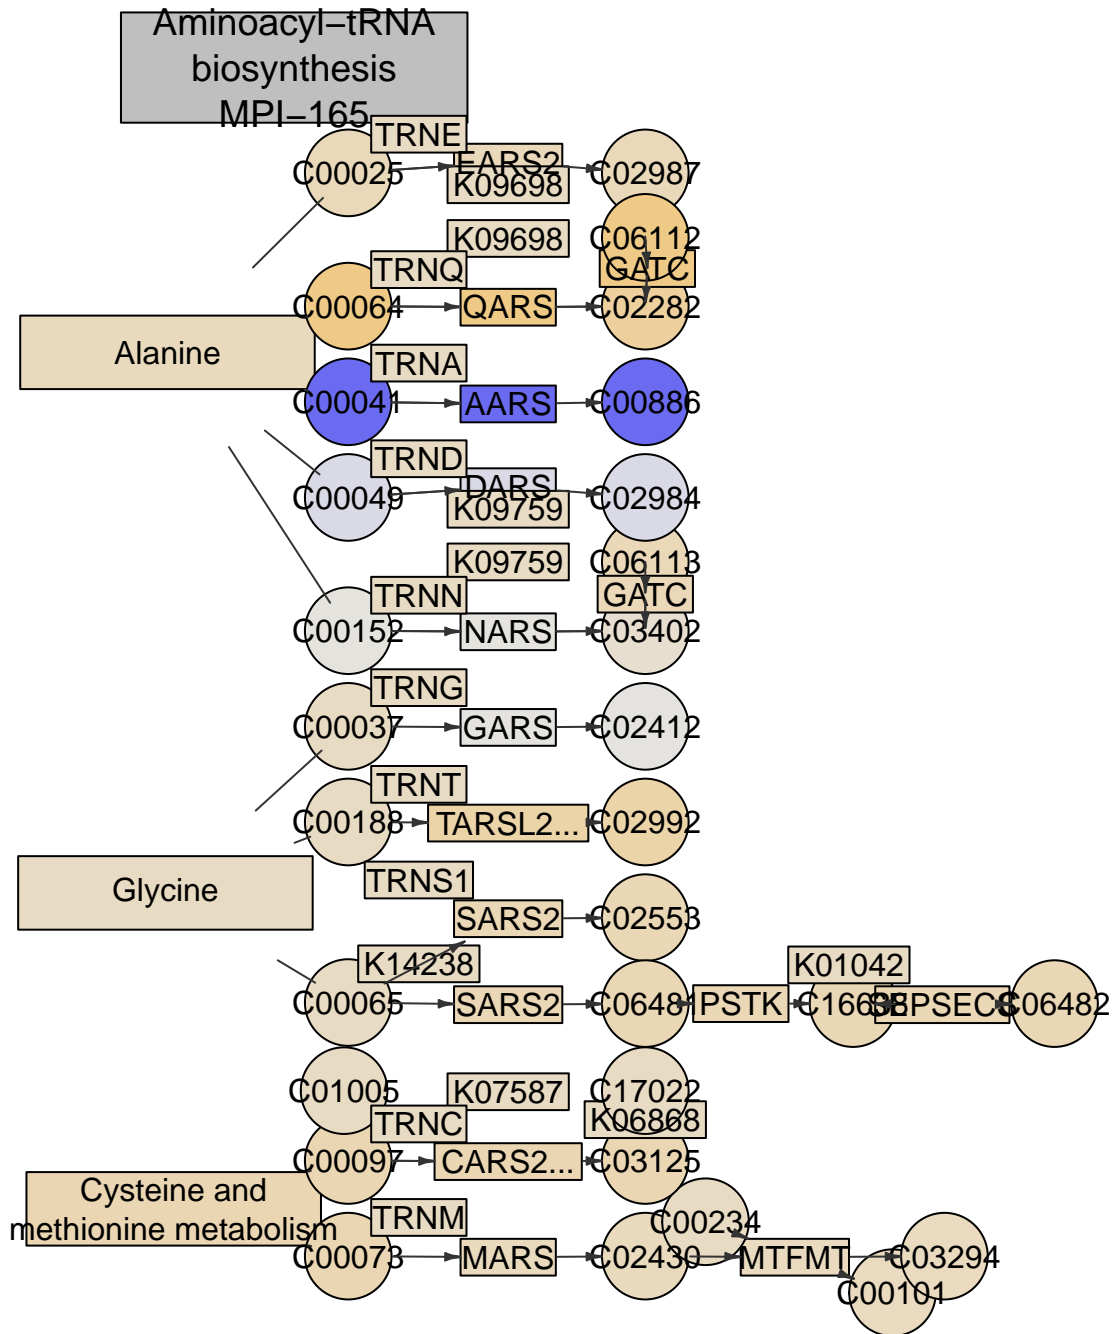 Aminoacyl−tRNA
biosynthesis
MPI−165
TRNE
C00025
EARS2
K09698
C02987
K09698
C06112
TRNQ
GATC
C00064
QARS
C02282
Alanine
TRNA
C00041
AARS
C00886
TRND
C00049
DARS
K09759
C02984
K09759
C06113
TRNN
GATC
C00152
NARS
C03402
TRNG
C00037
GARS
C02412
TRNT
C00188
TARSL2...
C02992
Glycine
TRNS1
SARS2
C02553
K14238
K01042
C00065
SARS2
C06481
PSTK
SEPSECS
C06482
C01005
K07587
C17022
TRNC
K06868
C00097
CARS2...
C03125
Cysteine and
methionine metabolism
TRNM
C00234
C00073
MARS
C02430
MTFMT
C03294
C00101